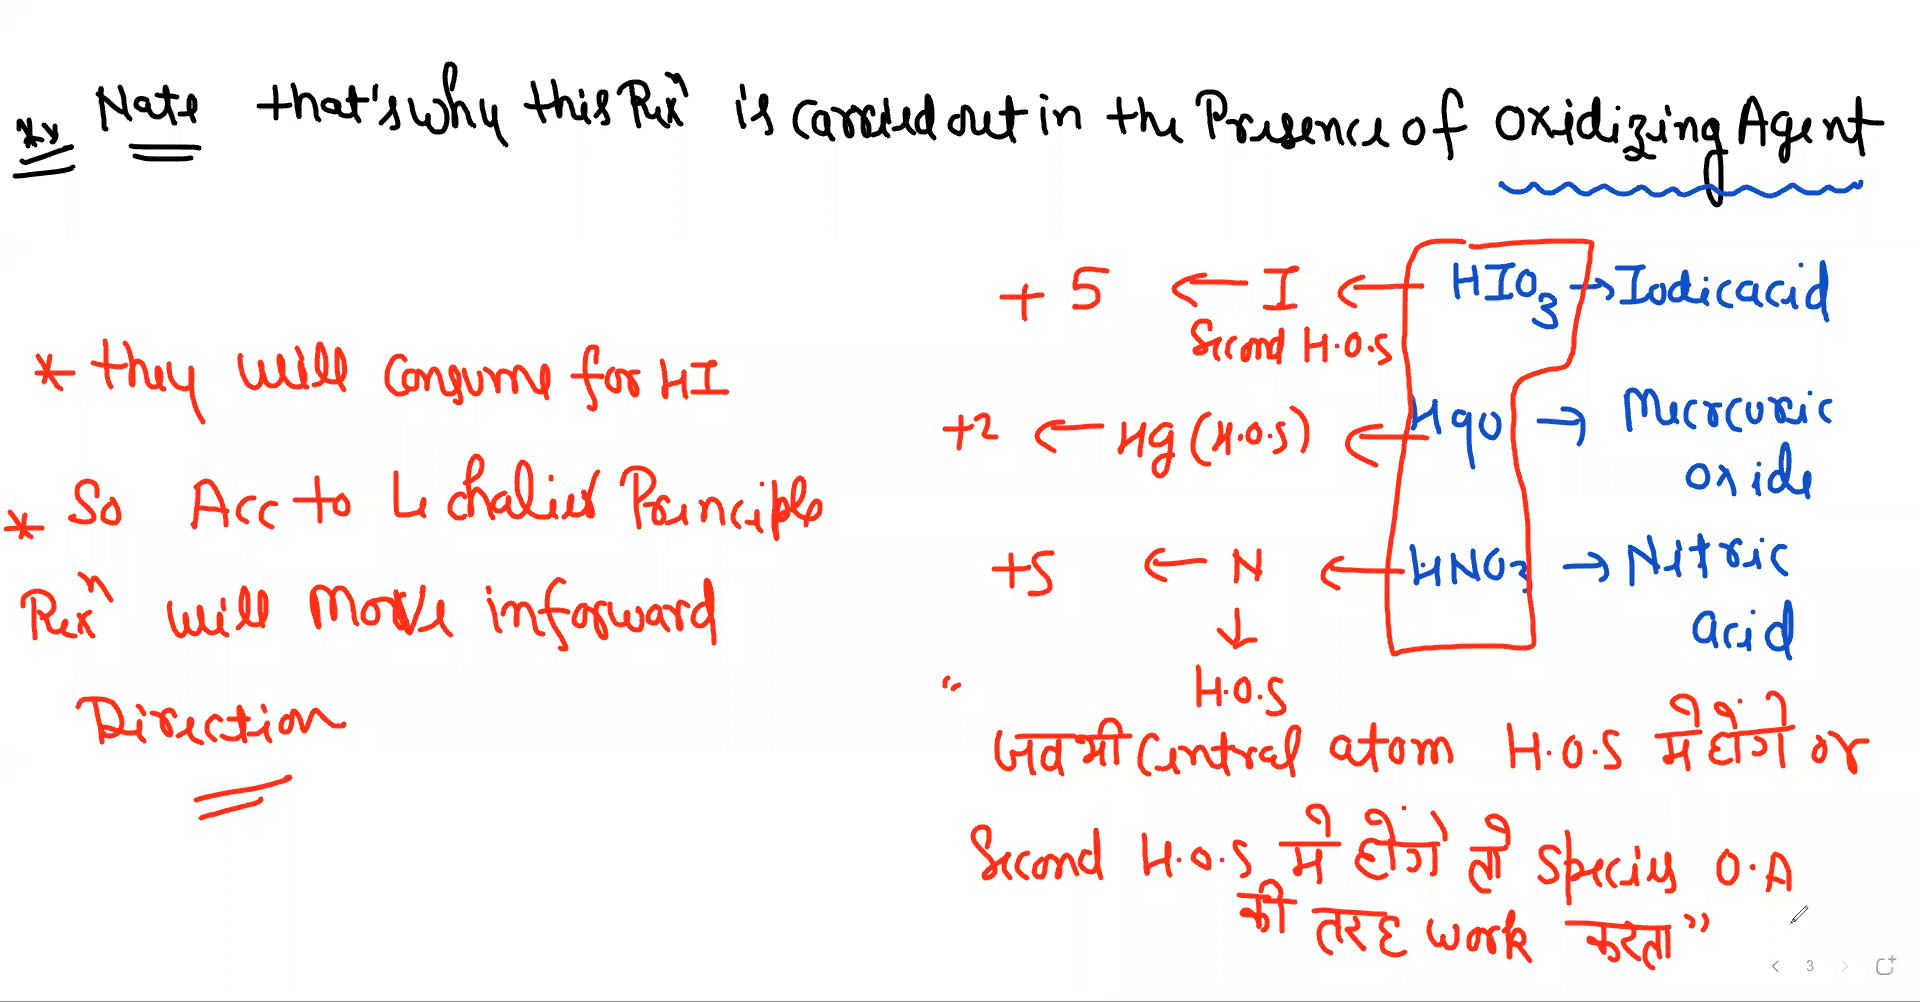 ** Note that's why this Rxⁿ is carried out in the Presence of oxidizing Agent
+5 ← I ← HIO₃ → Iodic acid
Second H.O.S
* they will consume for HI
+2 ← Hg (H.O.S) ← HgO → Mercuric
oxide
* So Acc to Le chalier Principle
+5 ← N ← HNO₃ → Nitric
acid
↓
H.O.S
Rxⁿ will Move in forward
Direction
“जब भी Central atom H.O.S में होंगे or
Second H.O.S में होंगे तो Species O.A
की तरह work करता”
3